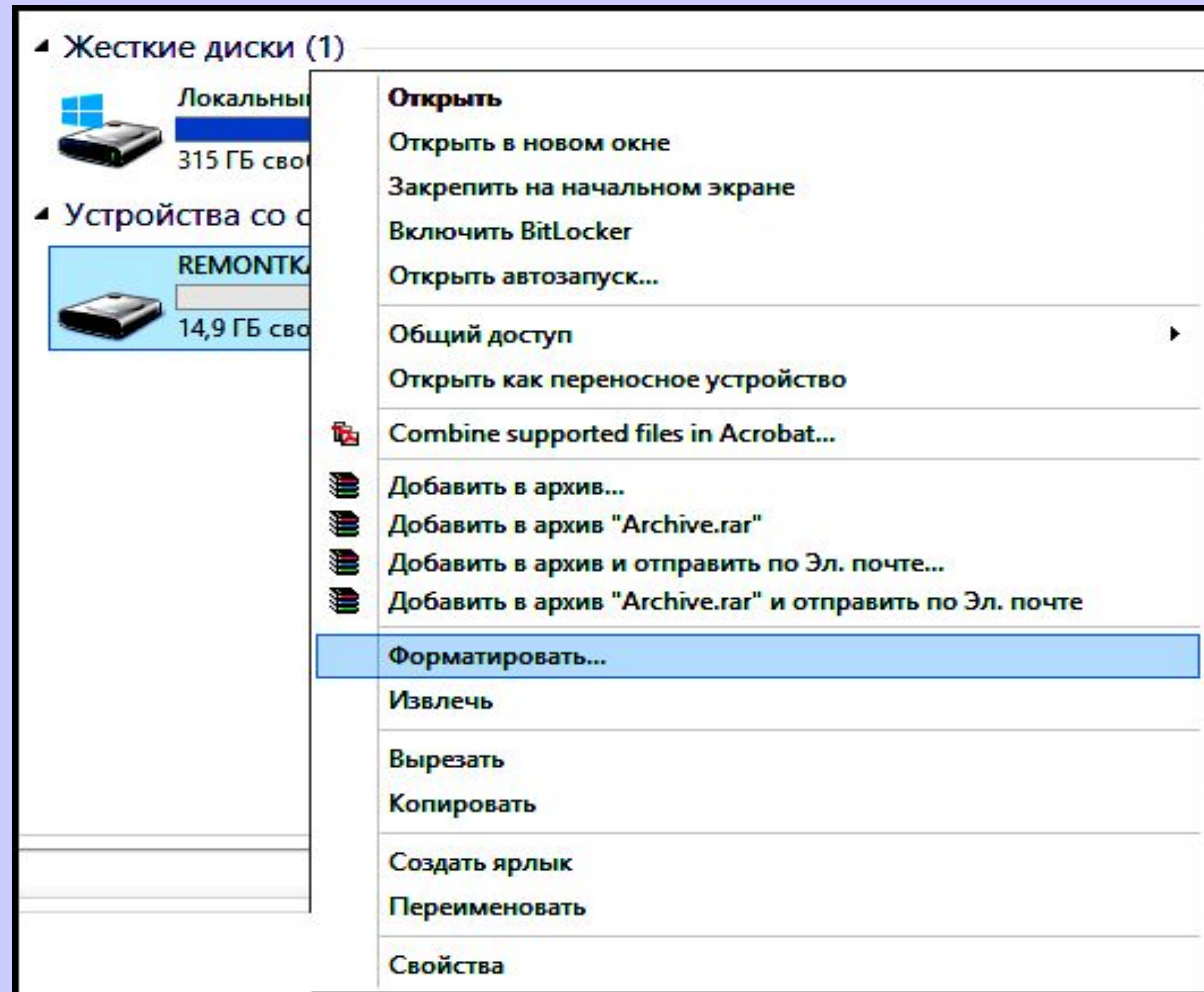 Жесткие диски (1)
Локальный
315 ГБ своб
Устройства со с
REMONTKA
14,9 ГБ сво
Открыть
Открыть в новом окне
Закрепить на начальном экране
Включить BitLocker
Открыть автозапуск...
Общий доступ
Открыть как переносное устройство
Combine supported files in Acrobat...
Добавить в архив...
Добавить в архив "Archive.rar"
Добавить в архив и отправить по Эл. почте...
Добавить в архив "Archive.rar" и отправить по Эл. почте
Форматировать...
Извлечь
Вырезать
Копировать
Создать ярлык
Переименовать
Свойства